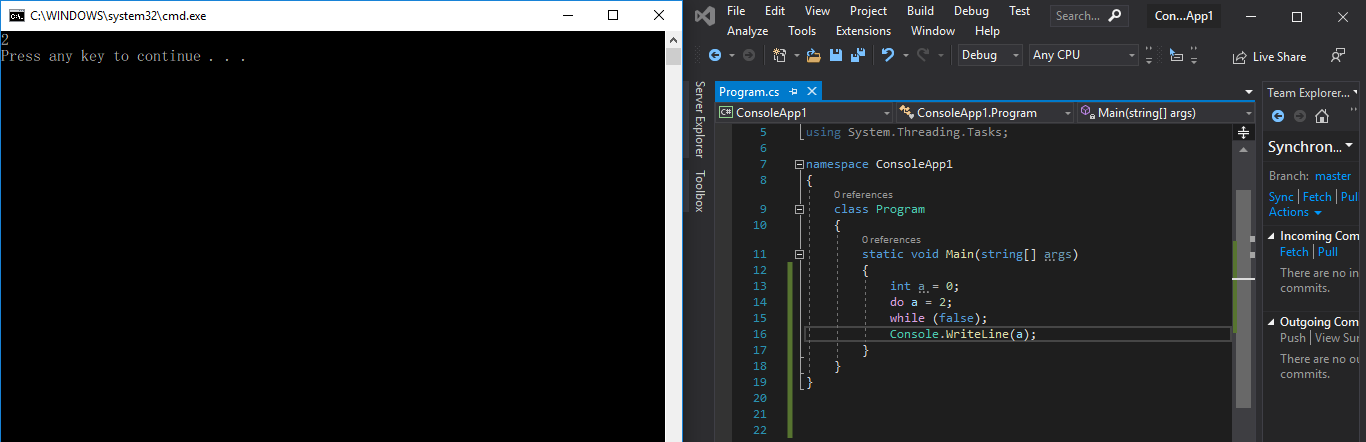 C:\WINDOWS\system32\cmd.exe
2
Press any key to continue . . .
File Edit View Project Build Debug Test
Analyze Tools Extensions Window Help
Search...
Con...App1
Debug Any CPU
Live Share
Server Explorer
Toolbox
Program.cs
C# ConsoleApp1 ConsoleApp1.Program Main(string[] args)
5 using System.Threading.Tasks;
6
7 namespace ConsoleApp1
8 {
0 references
9 class Program
10 {
0 references
11 static void Main(string[] args)
12 {
13 int a = 0;
14 do a = 2;
15 while (false);
16 Console.WriteLine(a);
17 }
18 }
19 }
20
21
22
Team Explorer...
Synchron...
Branch: master
Sync | Fetch | Pul
Actions
Incoming Com
Fetch | Pull
There are no in
commits.
Outgoing Com
Push | View Sur
There are no ou
commits.